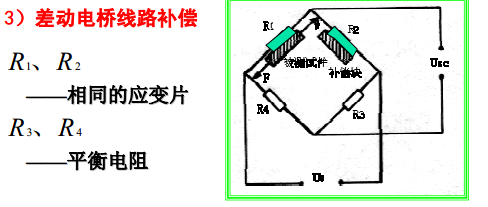 3）差动电桥线路补偿
R1、R2
——相同的应变片
R3、R4
——平衡电阻
R1
R2
被测试件
补偿块
F
R4
R3
Usc